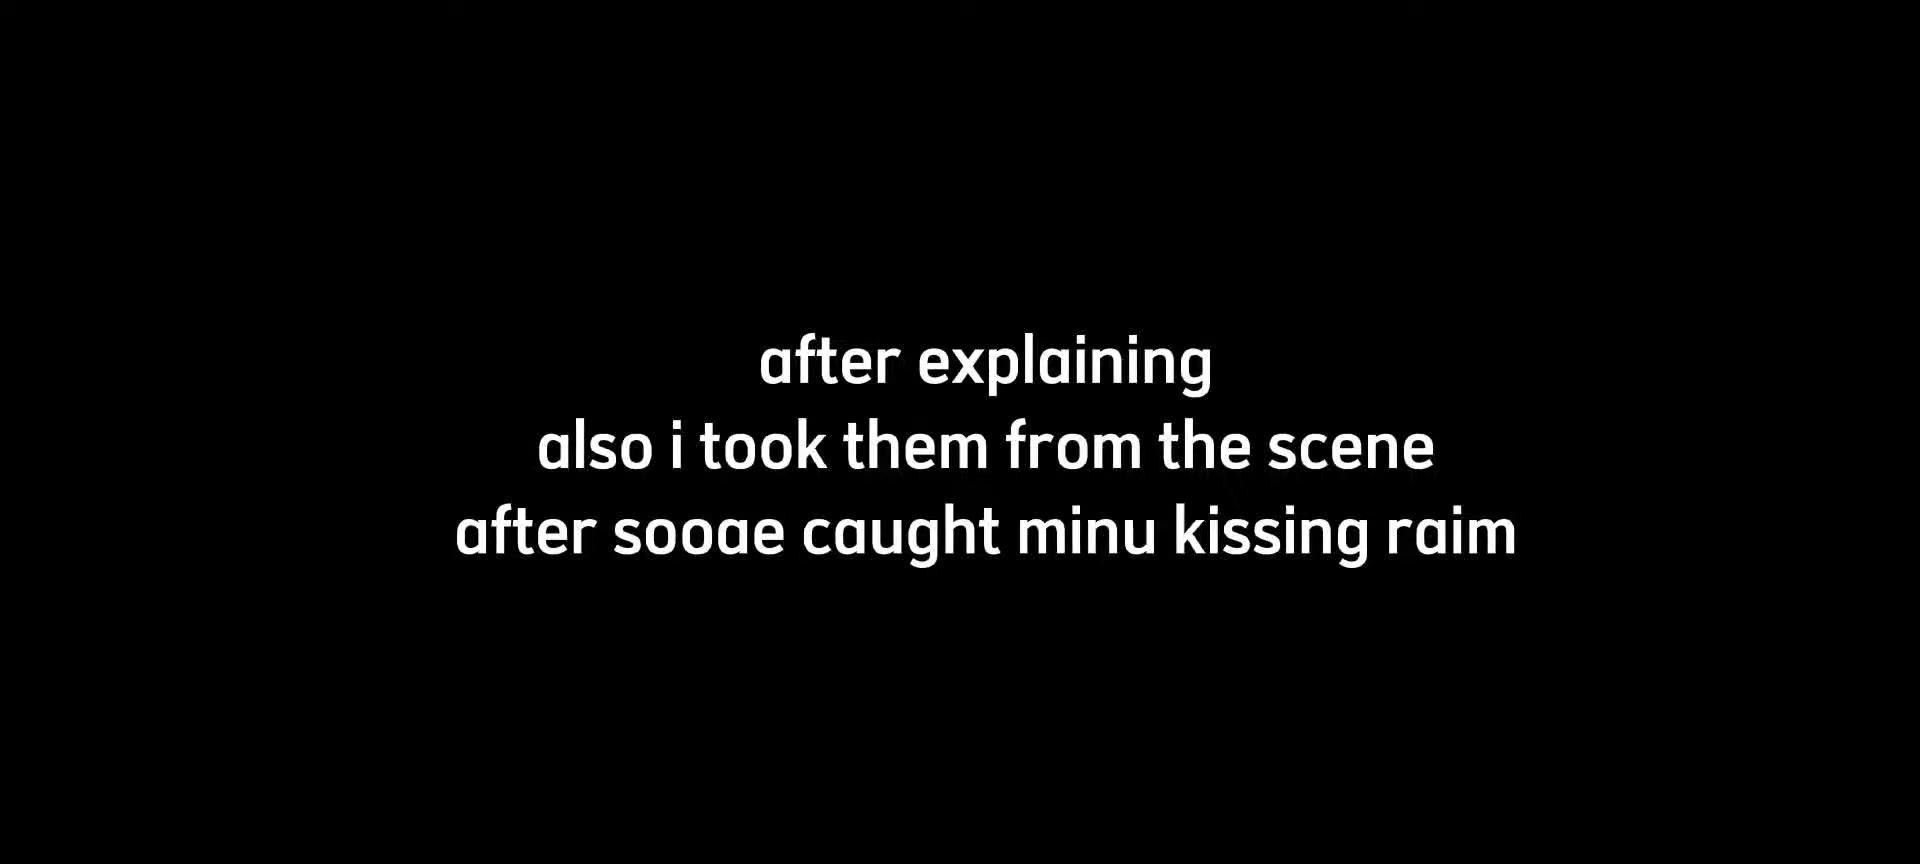 after explaining
also i took them from the scene
after sooae caught minu kissing raim